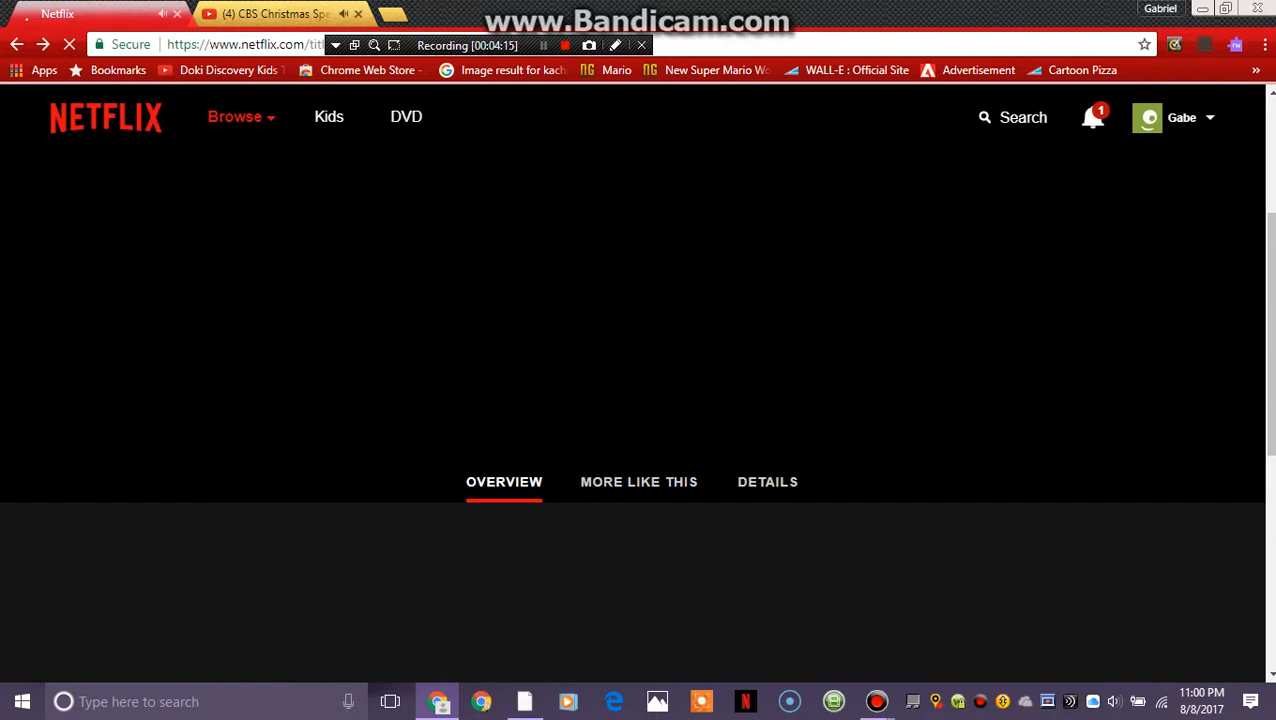 Netflix
(4) CBS Christmas Spe
www.Bandicam.com
Gabriel
Secure
https://www.netflix.com/titl
Recording [00:04:15]
Apps
Bookmarks
Doki Discovery Kids
Chrome Web Store -
Image result for kach
NG Mario
NG New Super Mario Wo
WALL-E : Official Site
Advertisement
Cartoon Pizza
»
NETFLIX
Browse
Kids
DVD
Search
1
Gabe
OVERVIEW
MORE LIKE THIS
DETAILS
Type here to search
11:00 PM
8/8/2017